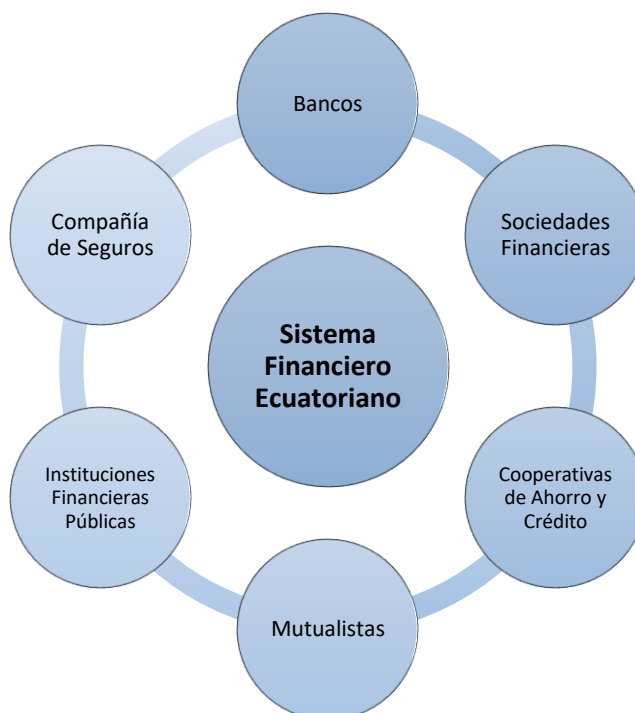 Bancos
Sociedades
Financieras
Cooperativas
de Ahorro y
Crédito
Mutualistas
Instituciones
Financieras
Públicas
Compañía
de Seguros
Sistema
Financiero
Ecuatoriano